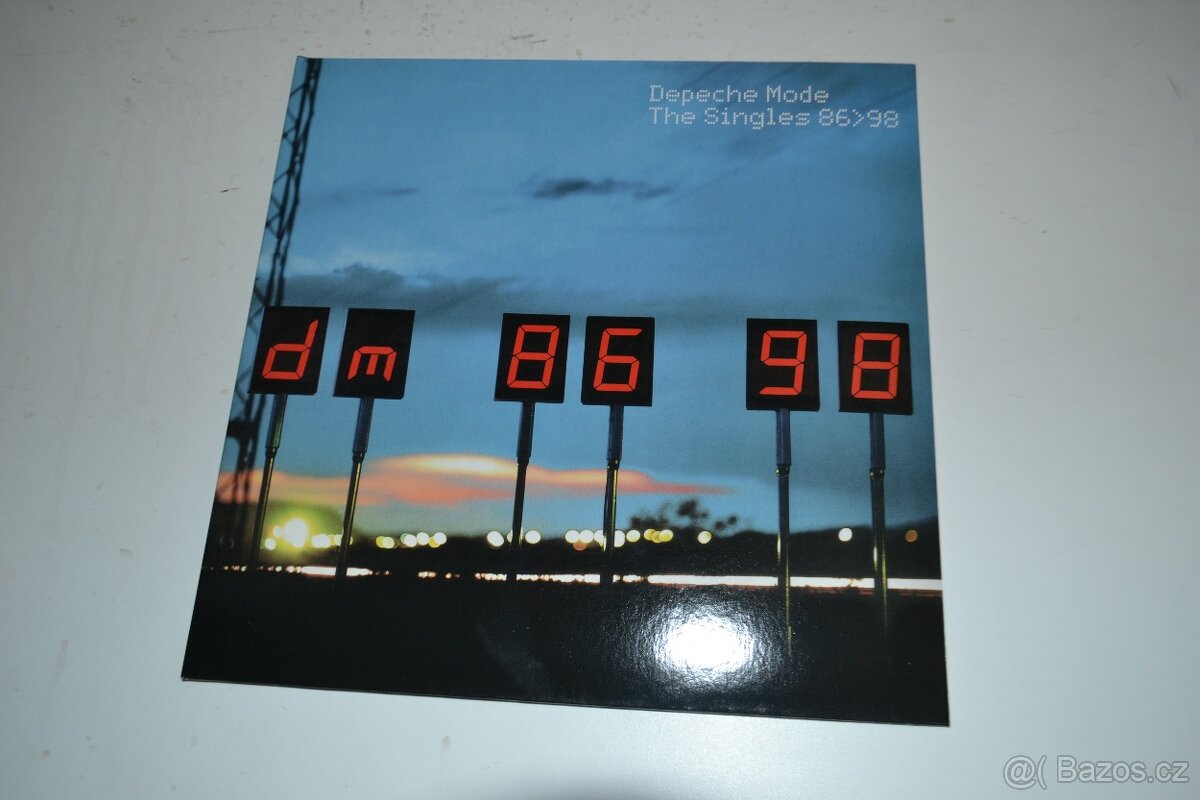 Depeche Mode
The Singles 86>98
dm 86 98
@( Bazos.cz